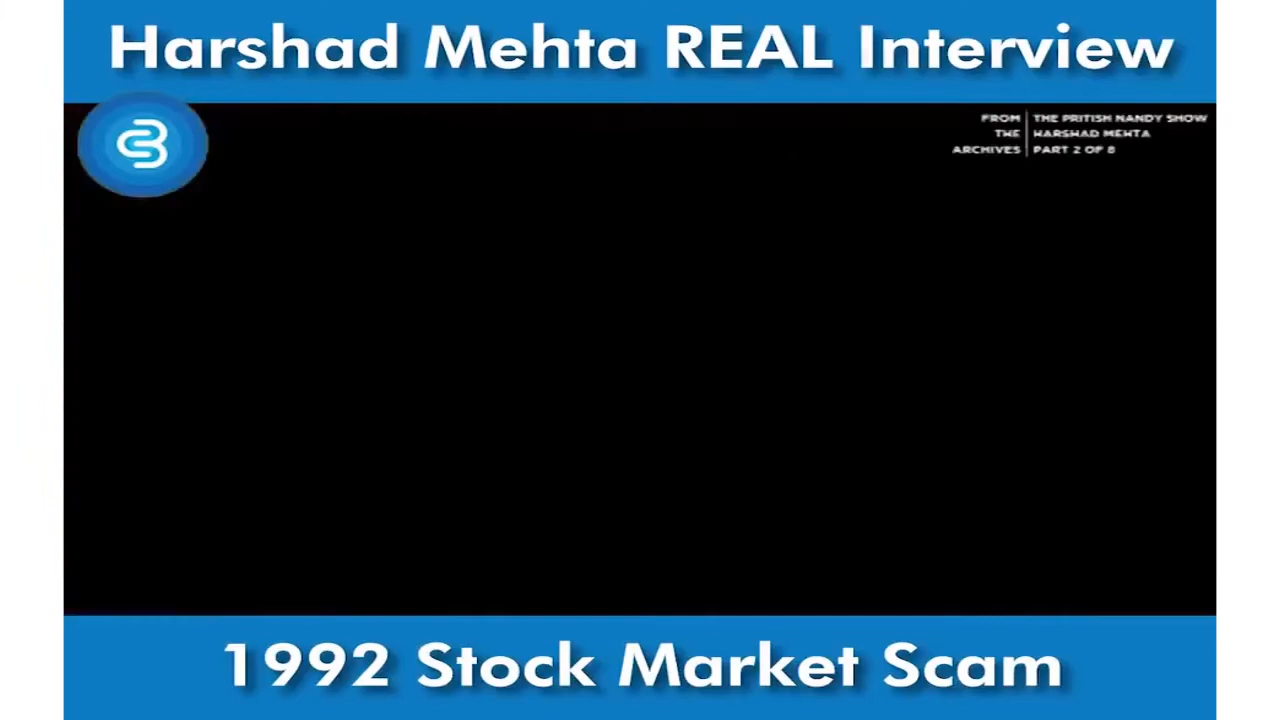 Harshad Mehta REAL Interview
FROM THE PRITISH NANDY SHOW
THE HARSHAD MEHTA
ARCHIVES PART 2 OF 8
1992 Stock Market Scam